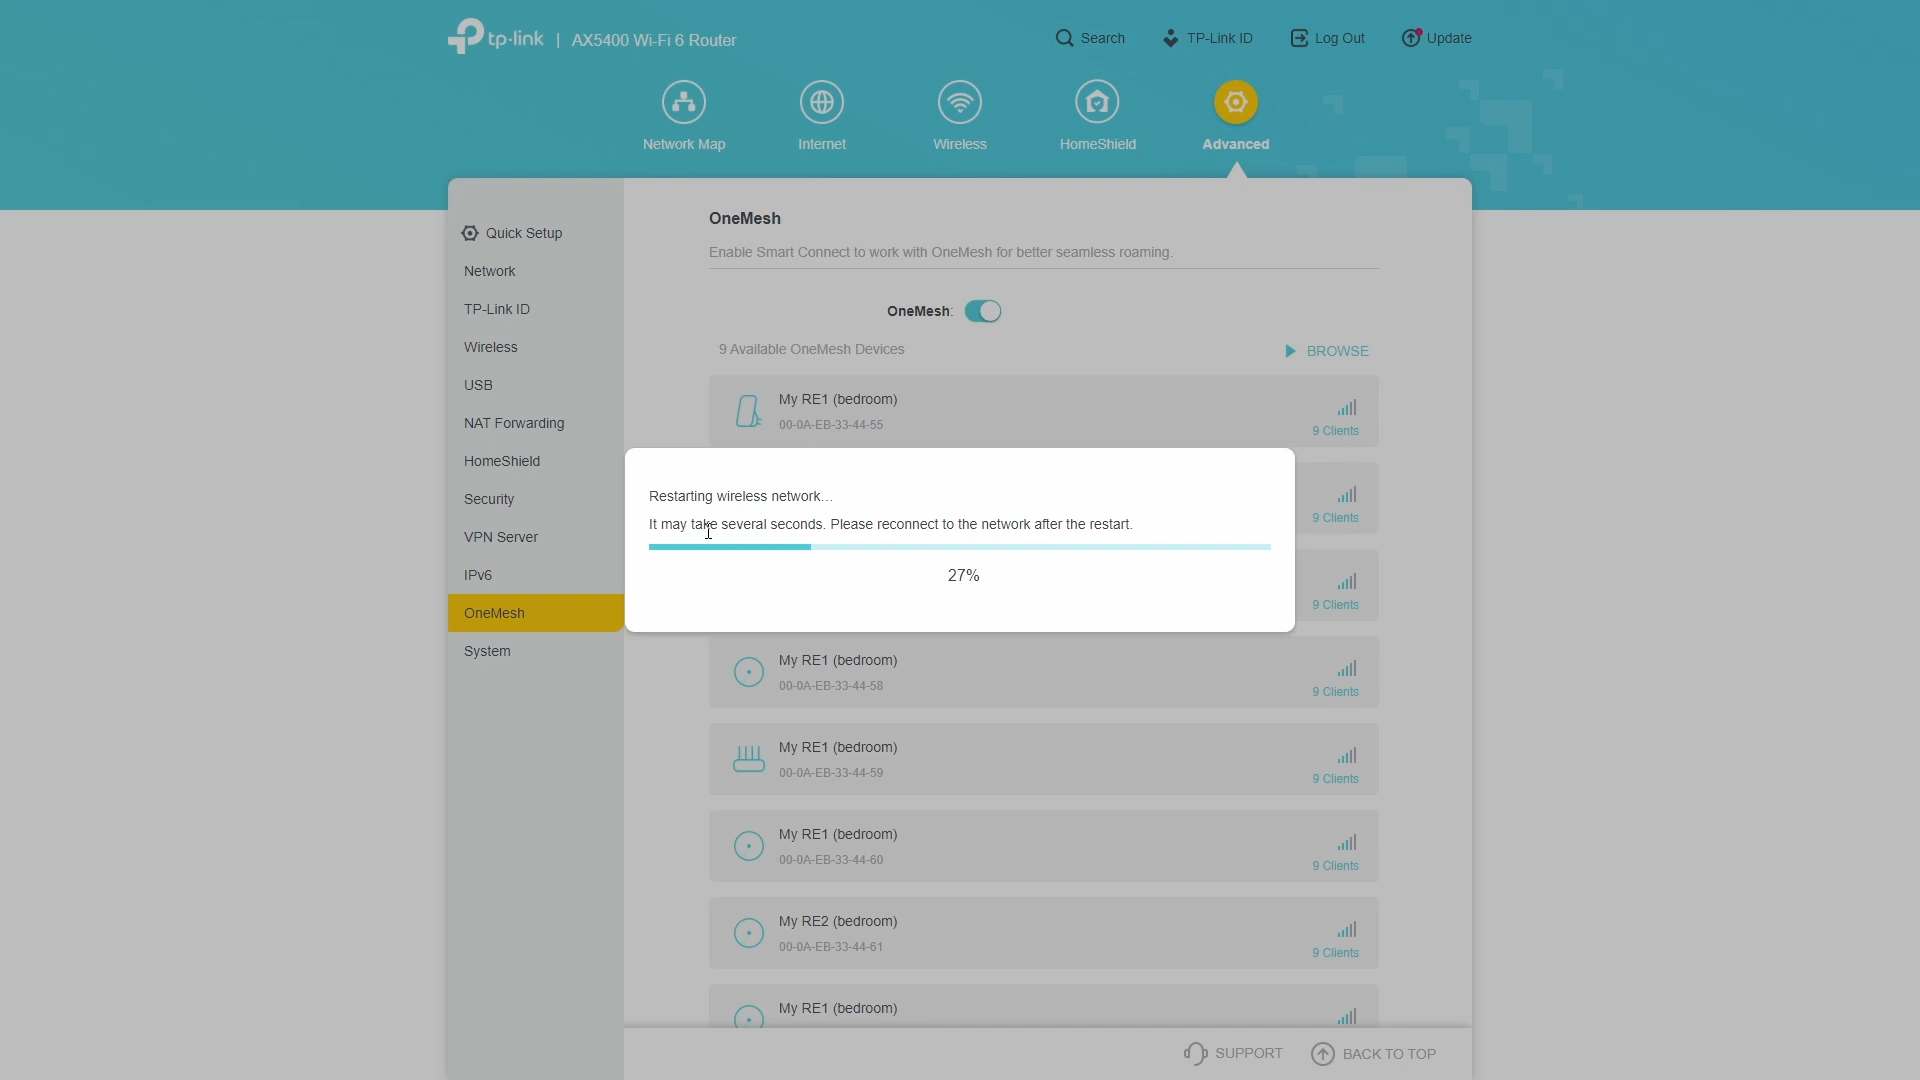 tp-link | AX5400 Wi-Fi 6 Router
Search
TP-Link ID
Log Out
Update
Network Map
Internet
Wireless
HomeShield
Advanced
Quick Setup
Network
TP-Link ID
Wireless
USB
NAT Forwarding
HomeShield
Security
VPN Server
IPv6
OneMesh
System
OneMesh
Enable Smart Connect to work with OneMesh for better seamless roaming.
OneMesh:
9 Available OneMesh Devices
BROWSE
My RE1 (bedroom)
00-0A-EB-33-44-55
9 Clients
9 Clients
9 Clients
Restarting wireless network...
It may take several seconds. Please reconnect to the network after the restart.
27%
My RE1 (bedroom)
00-0A-EB-33-44-58
9 Clients
My RE1 (bedroom)
00-0A-EB-33-44-59
9 Clients
My RE1 (bedroom)
00-0A-EB-33-44-60
9 Clients
My RE2 (bedroom)
00-0A-EB-33-44-61
9 Clients
My RE1 (bedroom)
SUPPORT
BACK TO TOP